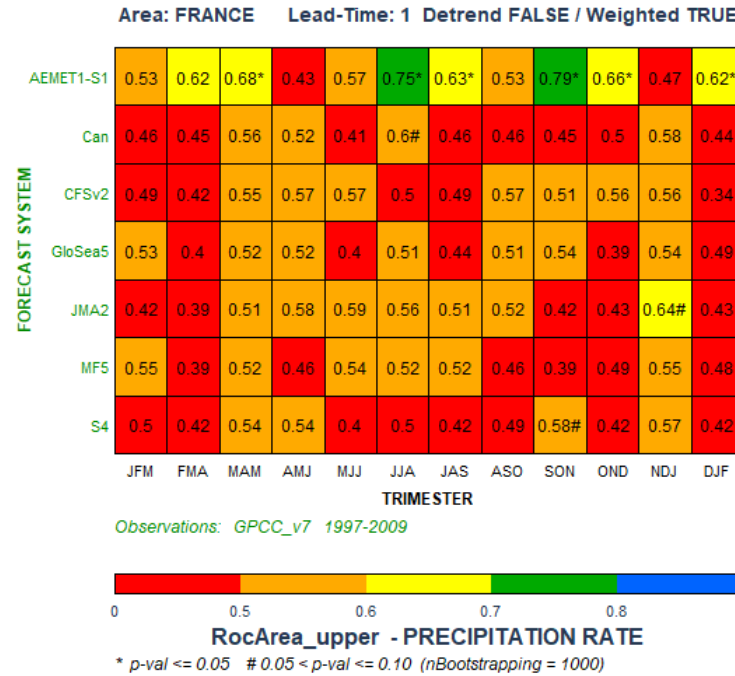 Area: FRANCE Lead-Time: 1 Detrend FALSE / Weighted TRUE
FORECAST SYSTEM
AEMET1-S1 0.53 0.62 0.68* 0.43 0.57 0.75* 0.63* 0.53 0.79* 0.66* 0.47 0.62*
Can 0.46 0.45 0.56 0.52 0.41 0.6# 0.46 0.46 0.45 0.5 0.58 0.44
CFSv2 0.49 0.42 0.55 0.57 0.57 0.5 0.49 0.57 0.51 0.56 0.56 0.34
GloSea5 0.53 0.4 0.52 0.52 0.4 0.51 0.44 0.51 0.54 0.39 0.54 0.49
JMA2 0.42 0.39 0.51 0.58 0.59 0.56 0.51 0.52 0.42 0.43 0.64# 0.43
MF5 0.55 0.39 0.52 0.46 0.54 0.52 0.52 0.46 0.39 0.49 0.55 0.48
S4 0.5 0.42 0.54 0.54 0.4 0.5 0.42 0.49 0.58# 0.42 0.57 0.42
JFM FMA MAM AMJ MJJ JJA JAS ASO SON OND NDJ DJF
TRIMESTER
Observations: GPCC_v7 1997-2009
0 0.5 0.6 0.7 0.8
RocArea_upper - PRECIPITATION RATE
* p-val <= 0.05 # 0.05 < p-val <= 0.10 (nBootstrapping = 1000)